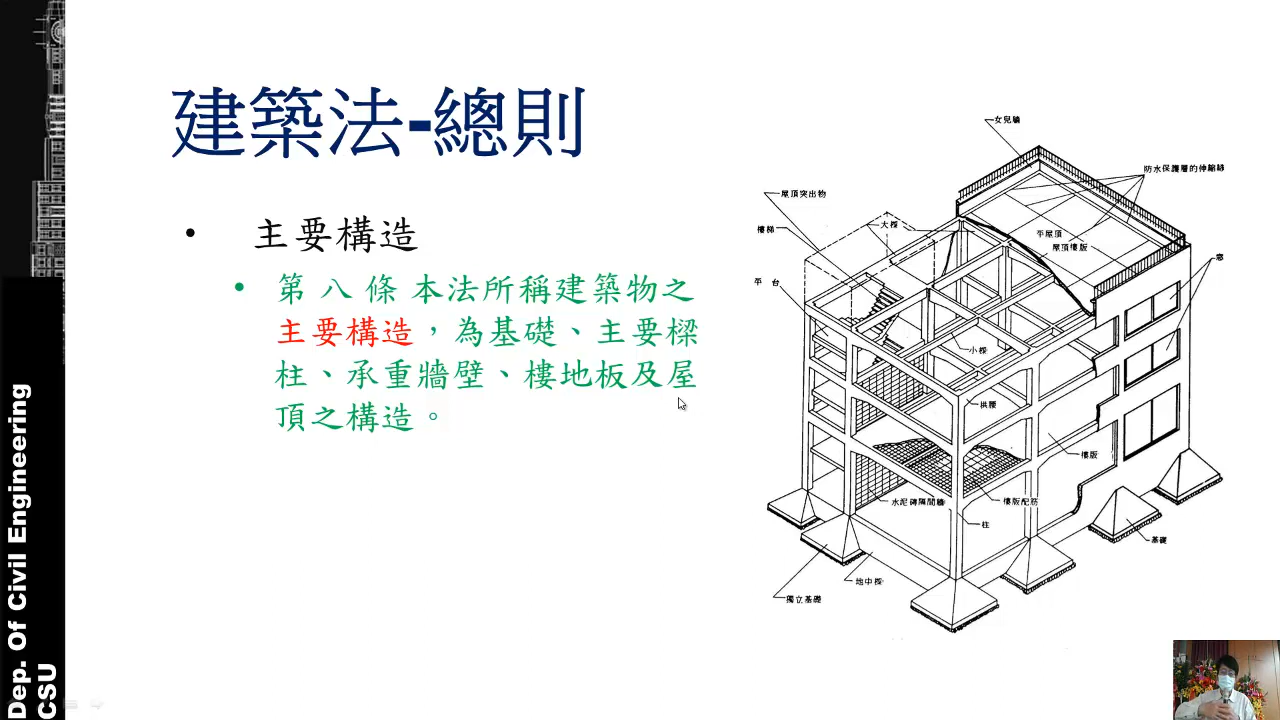 建築法-總則
• 主要構造
• 第 八 條 本法所稱建築物之
主要構造，為基礎、主要樑
柱、承重牆壁、樓地板及屋
頂之構造。
女兒牆
防水保護層的伸縮縫
屋頂突出物
大樑
樓梯
平屋頂
屋頂樓版
窗
平 台
小樑
拱腰
樓版
水泥磚隔間牆
樓版配筋
柱
基礎
地中樑
獨立基礎
Dep. Of Civil Engineering
CSU